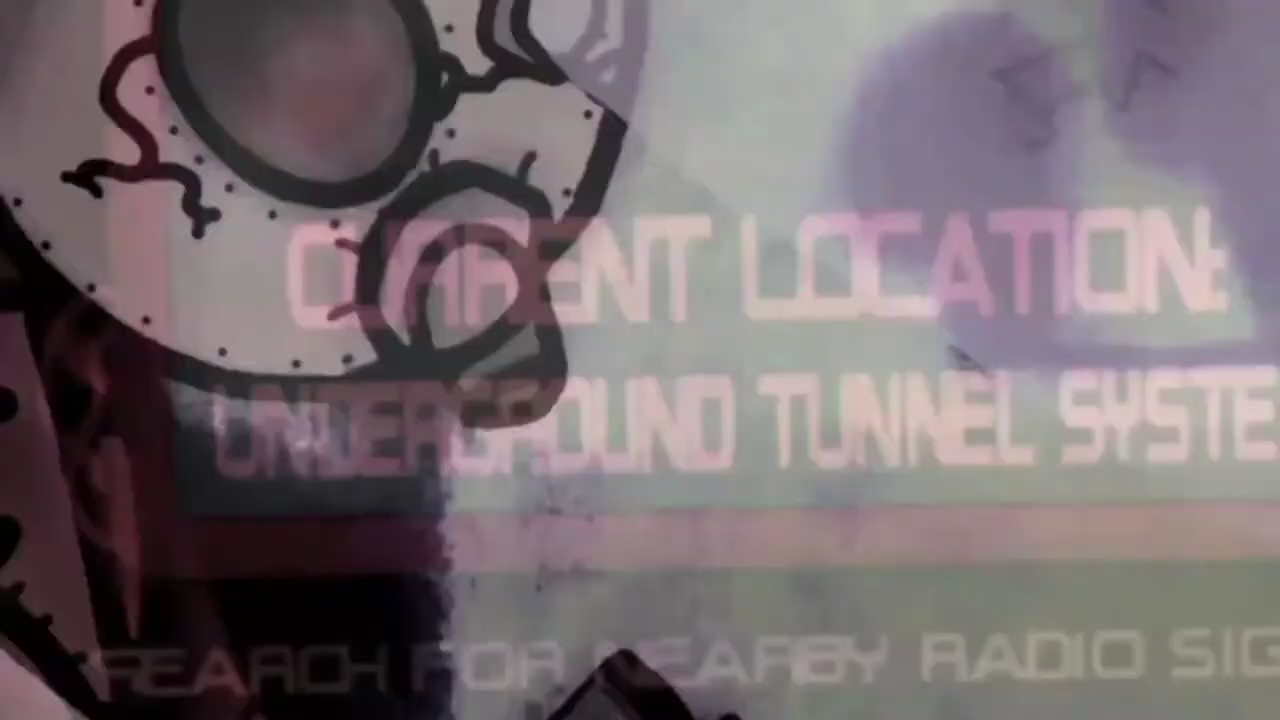 CURRENT LOCATION:
UNDERGROUND TUNNEL SYSTE
SEARCH FOR NEARBY RADIO SIG